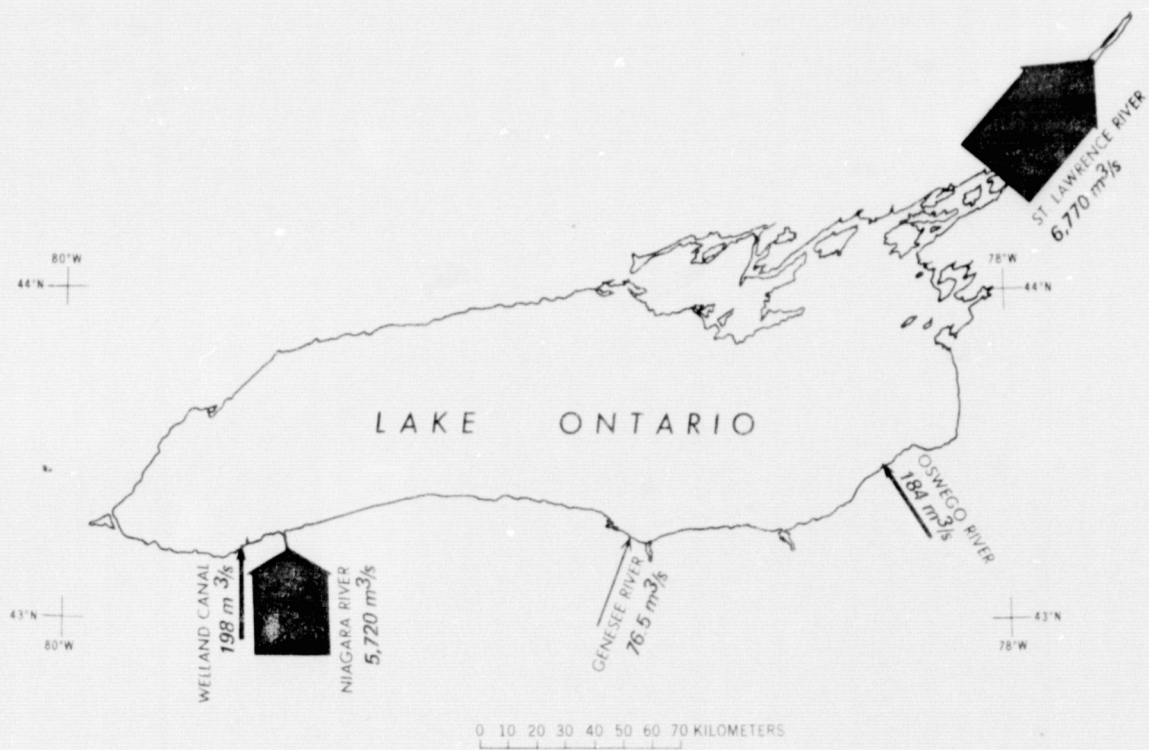 ST. LAWRENCE RIVER
6,770 m³/s
80°W
44°N
78°W
44°N
LAKE ONTARIO
OSWEGO RIVER
184 m³/s
WELLAND CANAL
198 m³/s
NIAGARA RIVER
5,720 m³/s
GENESEE RIVER
76.5 m³/s
43°N
80°W
43°N
78°W
0 10 20 30 40 50 60 70 KILOMETERS